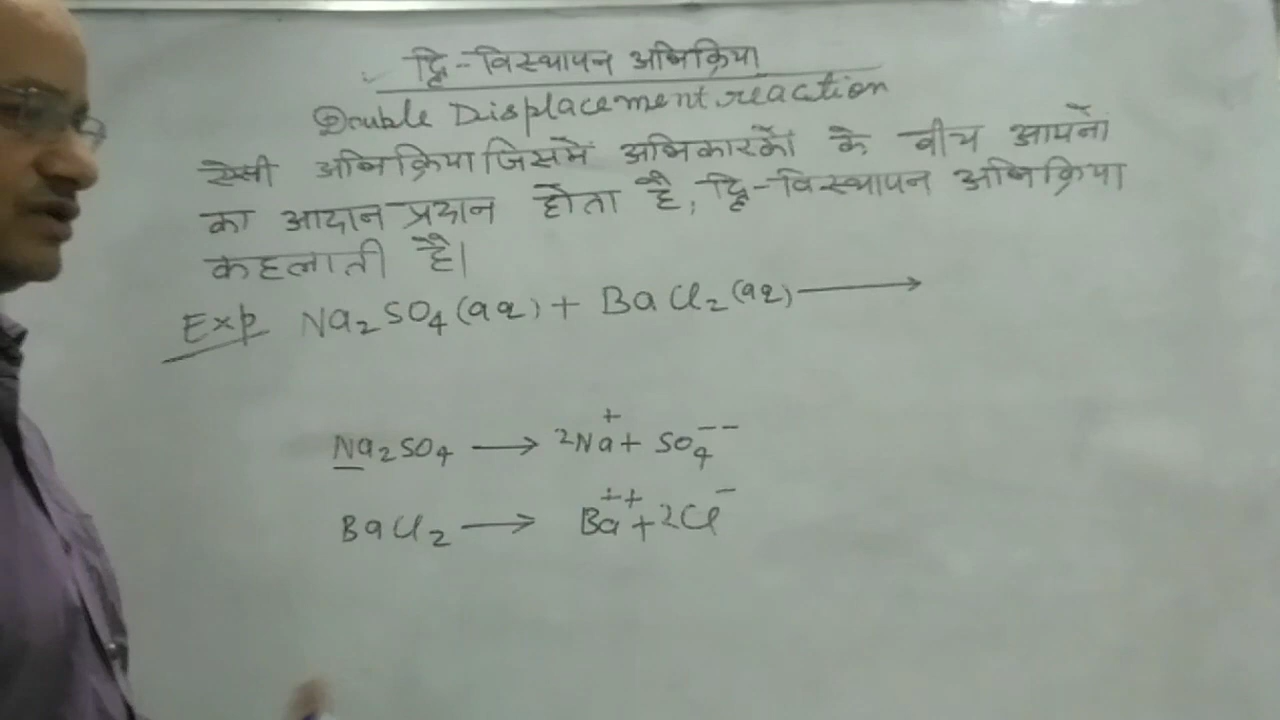 द्वि-विस्थापन अभिक्रिया
Double Displacement reaction
ऐसी अभिक्रिया जिसमें अभिकारकों के बीच आयनों
का आदान प्रदान होता है, द्वि-विस्थापन अभिक्रिया
कहलाती है।
Exp Na₂SO₄(aq) + BaCl₂(aq) ⟶
Na₂SO₄ ⟶ 2Na⁺ + SO₄⁻⁻
BaCl₂ ⟶ Ba⁺⁺ + 2Cl⁻